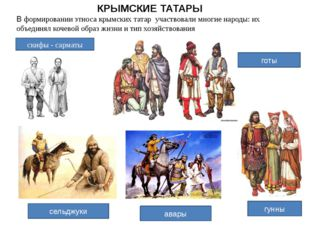 КРЫМСКИЕ ТАТАРЫ
В формировании этноса крымских татар участвовали многие народы: их
объединял кочевой образ жизни и тип хозяйствования
скифы - сарматы
готы
сельджуки
авары
гунны